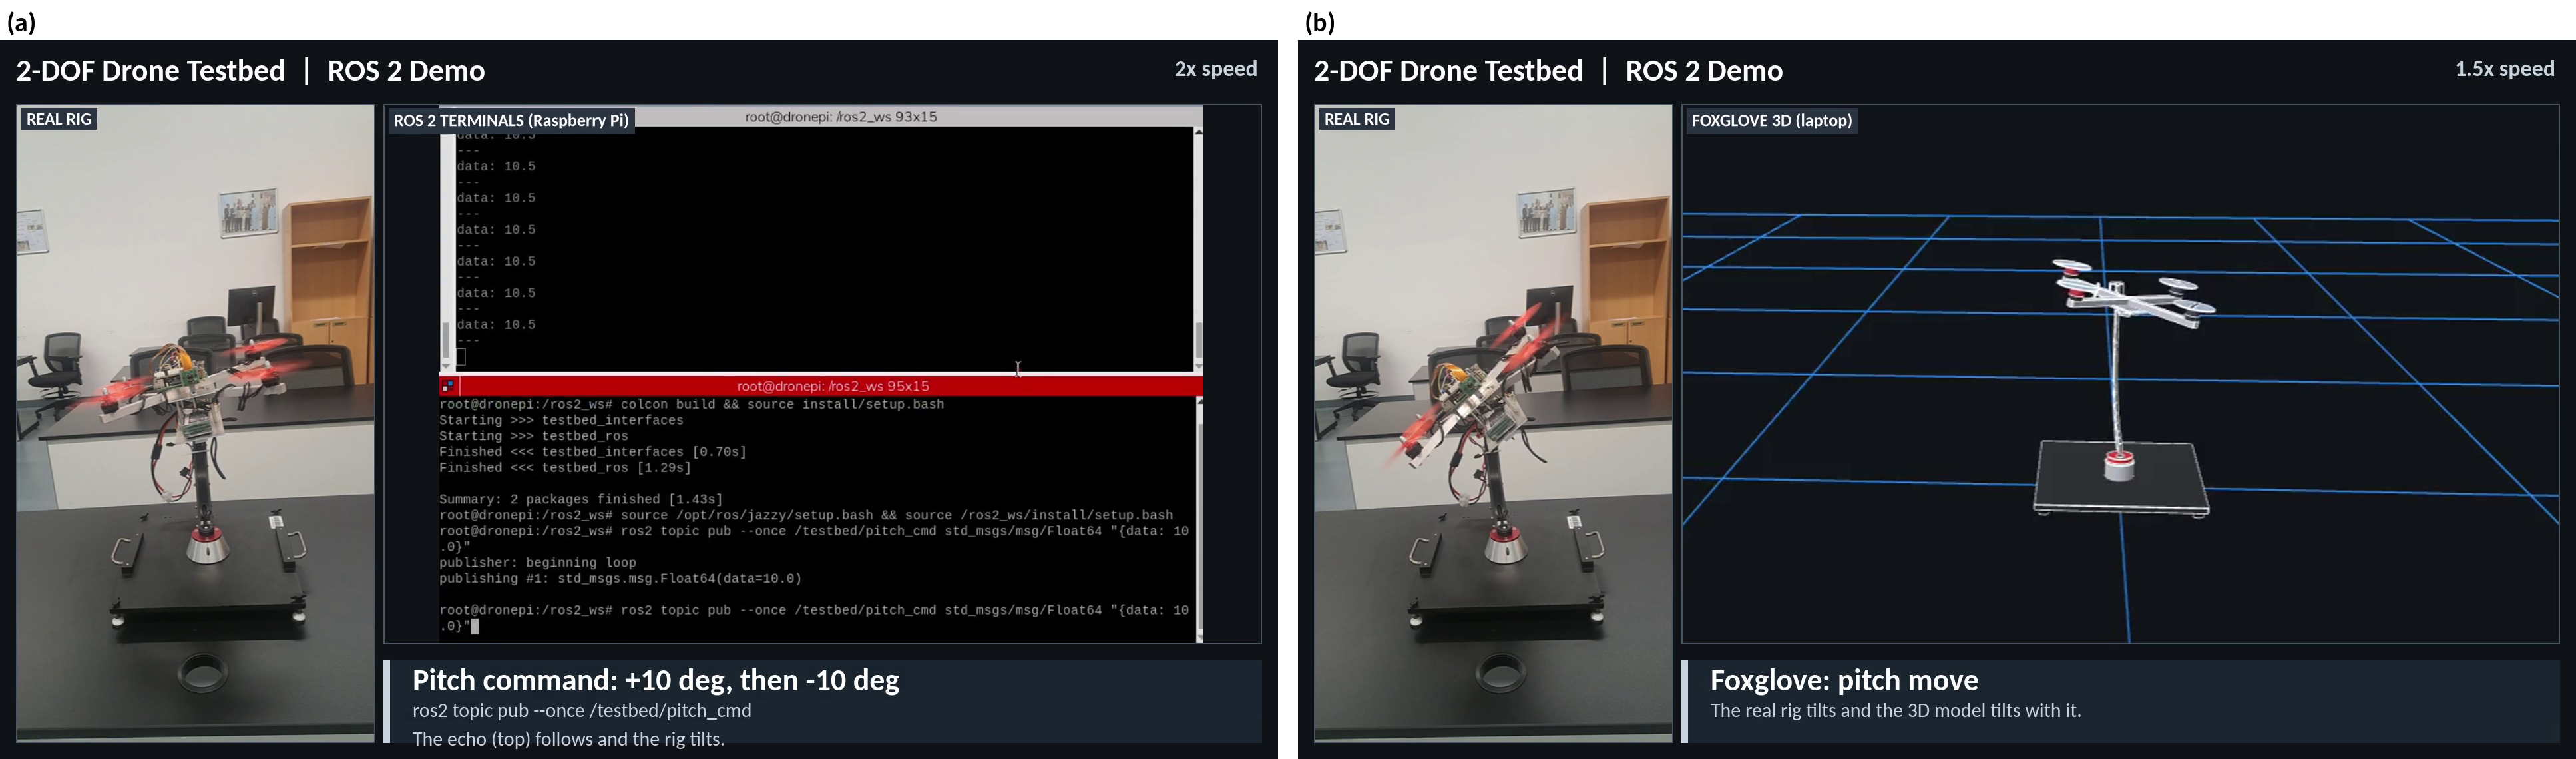 (a)
2-DOF Drone Testbed | ROS 2 Demo
2x speed
REAL RIG
ROS 2 TERMINALS (Raspberry Pi)
root@dronepi: /ros2_ws 93x15
data: 10.5
---
data: 10.5
---
data: 10.5
---
data: 10.5
---
data: 10.5
---
data: 10.5
---
data: 10.5
---
root@dronepi: /ros2_ws 95x15
root@dronepi:/ros2_ws# colcon build && source install/setup.bash
Starting >>> testbed_interfaces
Starting >>> testbed_ros
Finished <<< testbed_interfaces [0.70s]
Finished <<< testbed_ros [1.29s]
Summary: 2 packages finished [1.43s]
root@dronepi:/ros2_ws# source /opt/ros/jazzy/setup.bash && source /ros2_ws/install/setup.bash
root@dronepi:/ros2_ws# ros2 topic pub --once /testbed/pitch_cmd std_msgs/msg/Float64 "{data: 10
.0}"
publisher: beginning loop
publishing #1: std_msgs.msg.Float64(data=10.0)
root@dronepi:/ros2_ws# ros2 topic pub --once /testbed/pitch_cmd std_msgs/msg/Float64 "{data: 10
.0}"
Pitch command: +10 deg, then -10 deg
ros2 topic pub --once /testbed/pitch_cmd
The echo (top) follows and the rig tilts.
(b)
2-DOF Drone Testbed | ROS 2 Demo
1.5x speed
REAL RIG
FOXGLOVE 3D (laptop)
Foxglove: pitch move
The real rig tilts and the 3D model tilts with it.